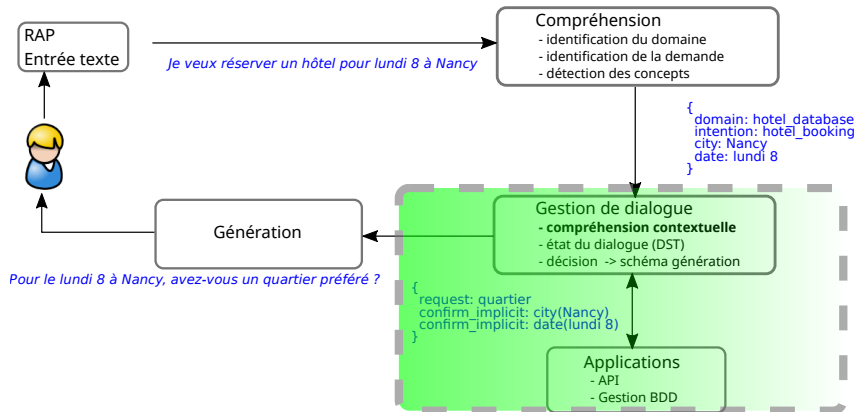 RAP
Entrée texte
Je veux réserver un hôtel pour lundi 8 à Nancy
Compréhension
- identification du domaine
- identification de la demande
- détection des concepts
{
domain: hotel_database
intention: hotel_booking
city: Nancy
date: lundi 8
}
Gestion de dialogue
- compréhension contextuelle
- état du dialogue (DST)
- décision -> schéma génération
Génération
Pour le lundi 8 à Nancy, avez-vous un quartier préféré ?
{
request: quartier
confirm_implicit: city(Nancy)
confirm_implicit: date(lundi 8)
}
Applications
- API
- Gestion BDD